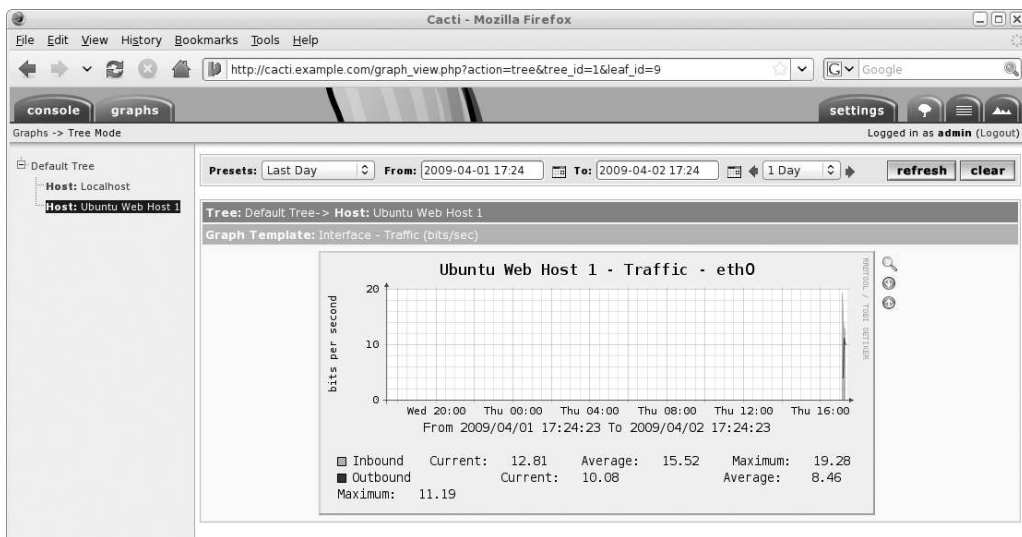 Cacti - Mozilla Firefox
File Edit View History Bookmarks Tools Help
http://cacti.example.com/graph_view.php?action=tree&tree_id=1&leaf_id=9
G Google
console graphs settings
Graphs -> Tree Mode
Logged in as admin (Logout)
Default Tree
Host: Localhost
Host: Ubuntu Web Host 1
Presets: Last Day From: 2009-04-01 17:24 To: 2009-04-02 17:24 1 Day refresh clear
Tree: Default Tree-> Host: Ubuntu Web Host 1
Graph Template: Interface - Traffic (bits/sec)
Ubuntu Web Host 1 - Traffic - eth0
RRDTOOL / TOBI OETIKER
bits per second
20
10
0
Wed 20:00 Thu 00:00 Thu 04:00 Thu 08:00 Thu 12:00 Thu 16:00
From 2009/04/01 17:24:23 To 2009/04/02 17:24:23
Inbound Current: 12.81 Average: 15.52 Maximum: 19.28
Outbound Current: 10.08 Average: 8.46
Maximum: 11.19